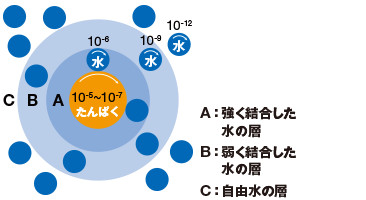 10-12
10-6
10-9
水
水
水
C B A
10-5~10-7
たんぱく
A：強く結合した
水の層
B：弱く結合した
水の層
C：自由水の層